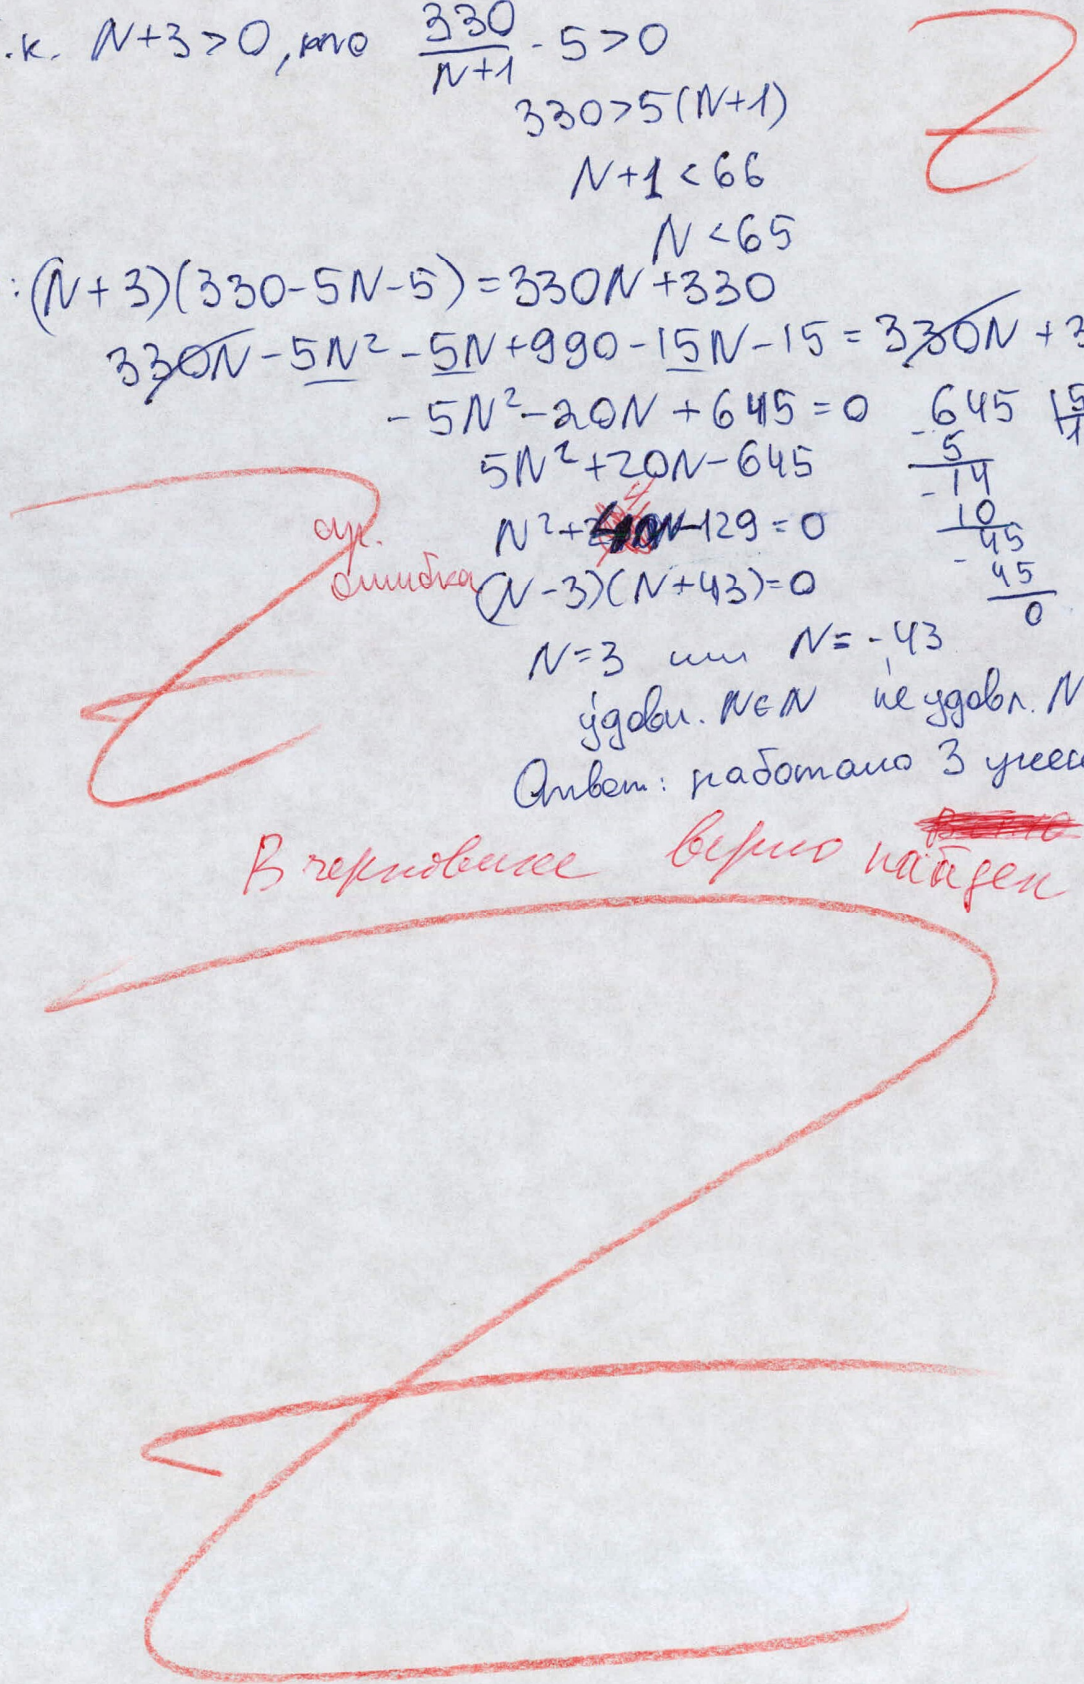 .к. N+3>0, то 330/(N+1) - 5>0
330>5(N+1)
N+1<66
N<65
:(N+3)(330-5N-5)=330N+330
330N-5N²-5N+990-15N-15=330N+3
-5N²-20N+645=0
5N²+20N-645
N²+4N-129=0
(N-3)(N+43)=0
N=3 или N=-43
удовл. N∈N не удовл. N
645 |5
5 1
-14
10
45
-45
0
ошибка
Ответ: работало 3
В черновике верно найден